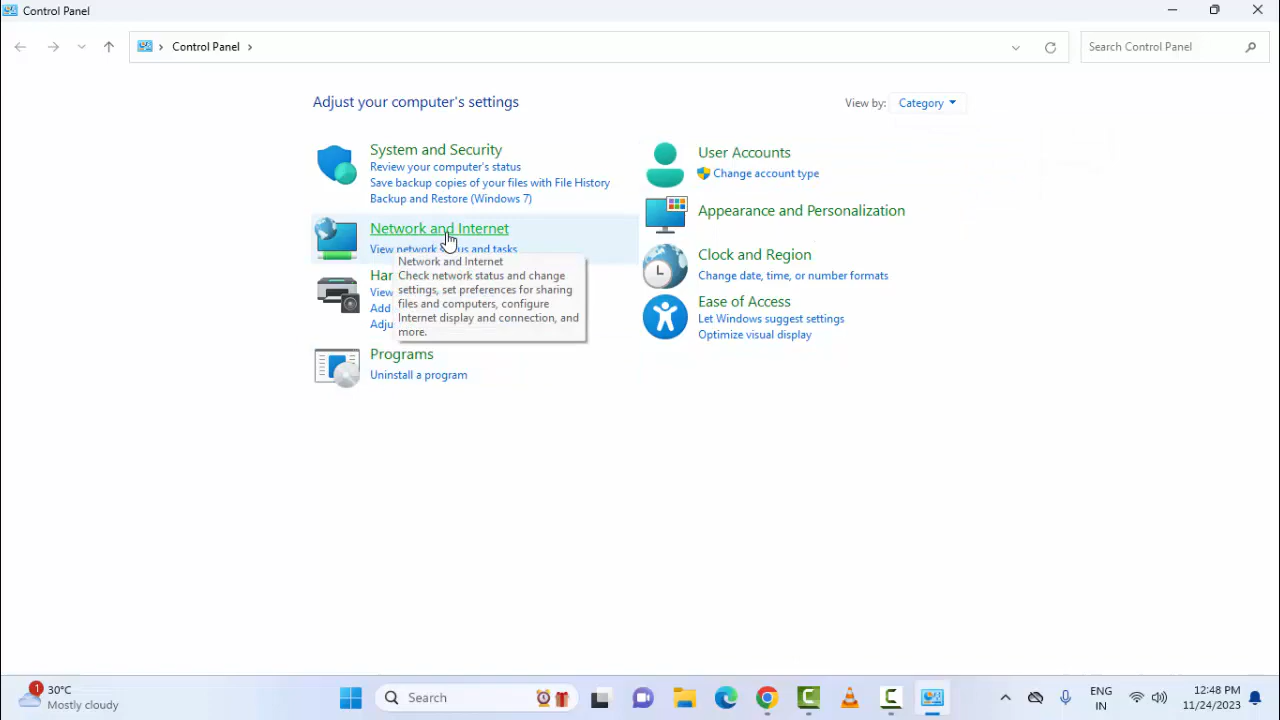 Control Panel
Control Panel
Search Control Panel
Adjust your computer's settings
View by:
Category
System and Security
Review your computer's status
Save backup copies of your files with File History
Backup and Restore (Windows 7)
Network and Internet
View network
us and tasks
Network and Internet
Check network status and change
settings, set preferences for sharing
files and computers, configure
Internet display and connection, and
more.
Har
View
Add
Adju
Programs
Uninstall a program
User Accounts
Change account type
Appearance and Personalization
Clock and Region
Change date, time, or number formats
Ease of Access
Let Windows suggest settings
Optimize visual display
1
30°C
Mostly cloudy
Search
ENG
IN
12:48 PM
11/24/2023